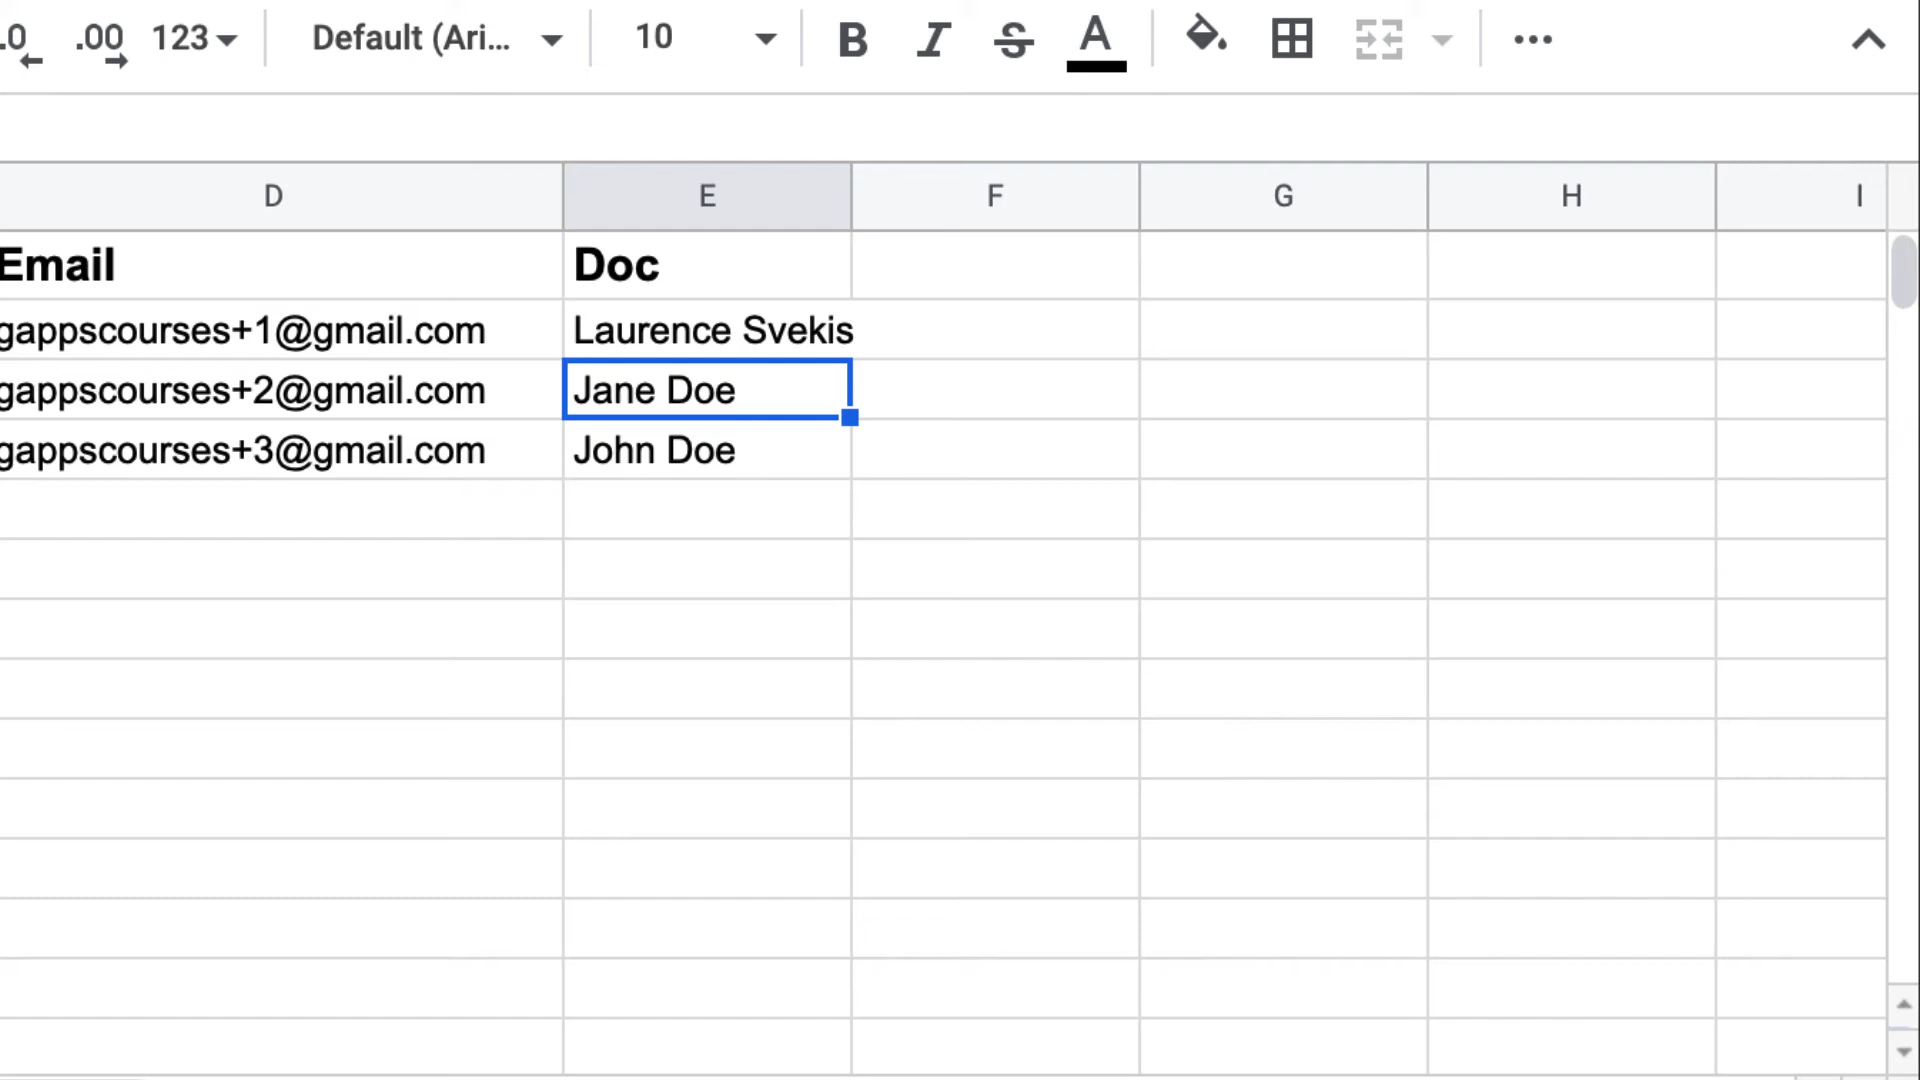 .0 .00 123 Default (Ari... 10 B I S A
D E F G H I
Email Doc
gappscourses+1@gmail.com Laurence Svekis
gappscourses+2@gmail.com Jane Doe
gappscourses+3@gmail.com John Doe